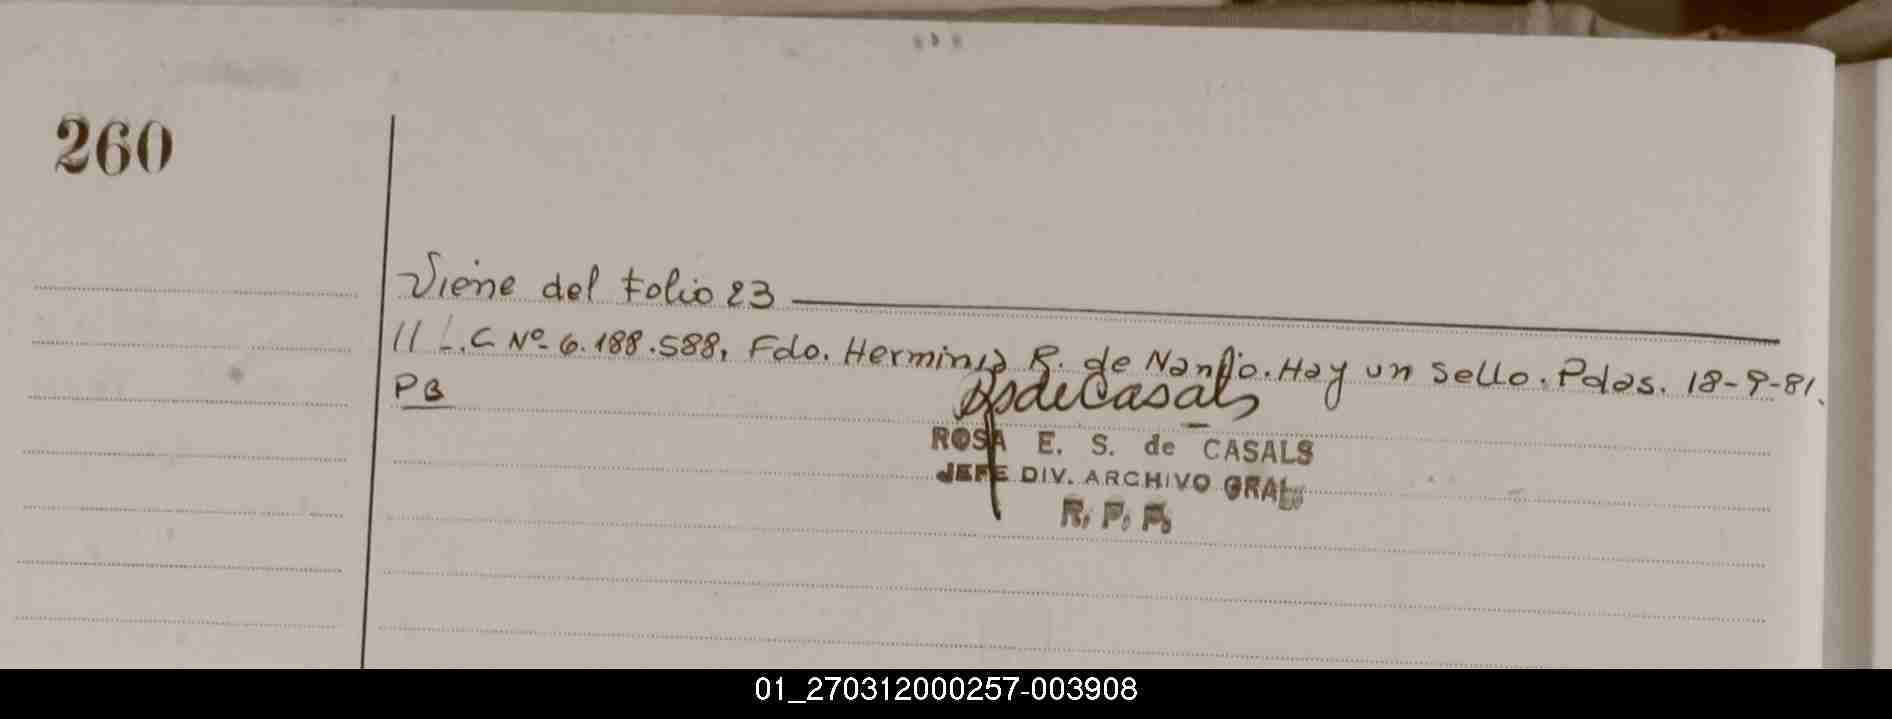 260
Viene del folio 23
// L.C Nº 6.188.588, Fdo. Herminia R. de Nanfio. Hay un sello. Pdas. 18-9-81.
PB
RsdeCasals
ROSA E. S. de CASALS
JEFE DIV. ARCHIVO GRAL.
R. P. P.
01_270312000257-003908